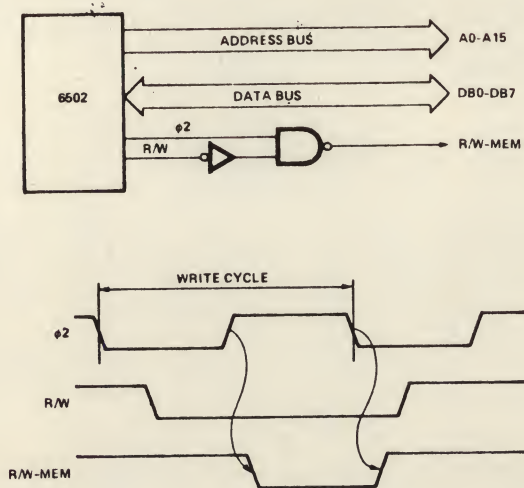 ADDRESS BUS
A0-A15
6502
DATA BUS
DB0-DB7
φ2
R/W
R/W-MEM
WRITE CYCLE
φ2
R/W
R/W-MEM